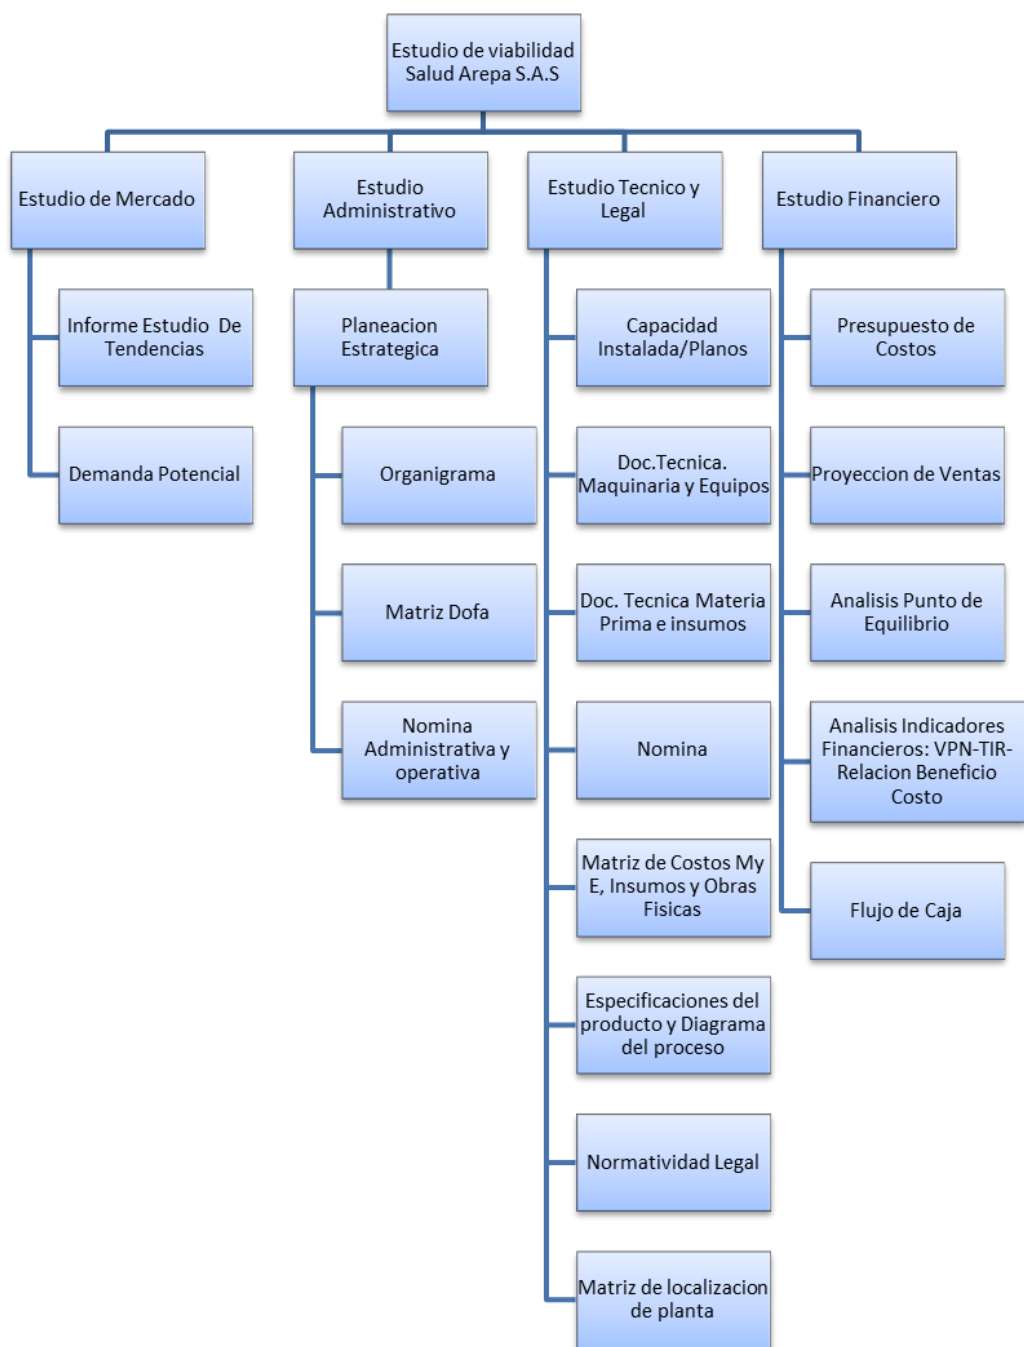 Estudio de viabilidad
Salud Arepa S.A.S
Estudio de Mercado
Informe Estudio De
Tendencias
Demanda Potencial
Estudio
Administrativo
Planeacion
Estrategica
Organigrama
Matriz Dofa
Nomina
Administrativa y
operativa
Estudio Tecnico y
Legal
Capacidad
Instalada/Planos
Doc.Tecnica.
Maquinaria y Equipos
Doc. Tecnica Materia
Prima e insumos
Nomina
Matriz de Costos My
E, Insumos y Obras
Fisicas
Especificaciones del
producto y Diagrama
del proceso
Normatividad Legal
Matriz de localizacion
de planta
Estudio Financiero
Presupuesto de
Costos
Proyeccion de Ventas
Analisis Punto de
Equilibrio
Analisis Indicadores
Financieros: VPN-TIR-
Relacion Beneficio
Costo
Flujo de Caja